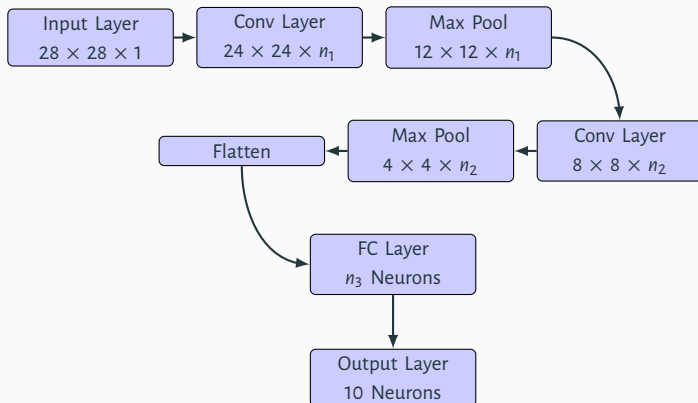 Input Layer
28 × 28 × 1
Conv Layer
24 × 24 × n₁
Max Pool
12 × 12 × n₁
Conv Layer
8 × 8 × n₂
Max Pool
4 × 4 × n₂
Flatten
FC Layer
n₃ Neurons
Output Layer
10 Neurons